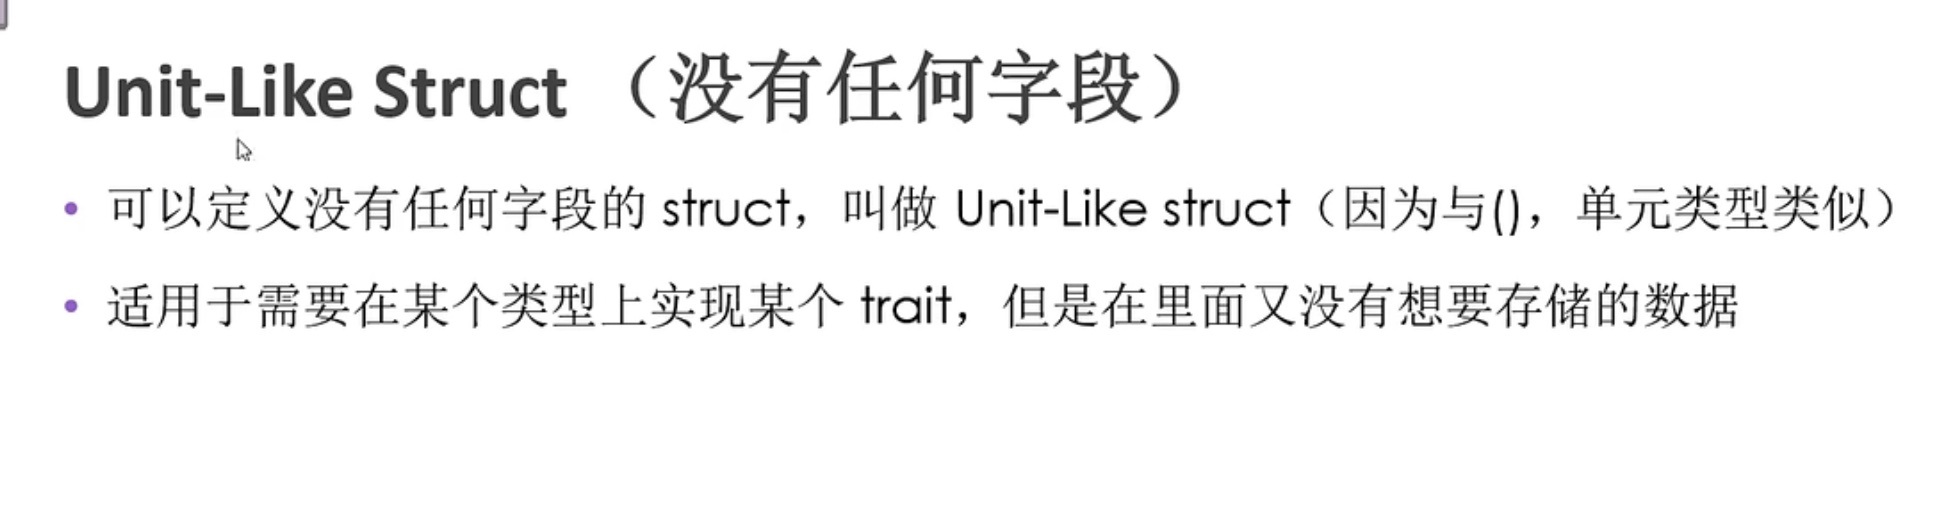 Unit-Like Struct （没有任何字段）
• 可以定义没有任何字段的 struct，叫做 Unit-Like struct（因为与()，单元类型类似）
• 适用于需要在某个类型上实现某个 trait，但是在里面又没有想要存储的数据